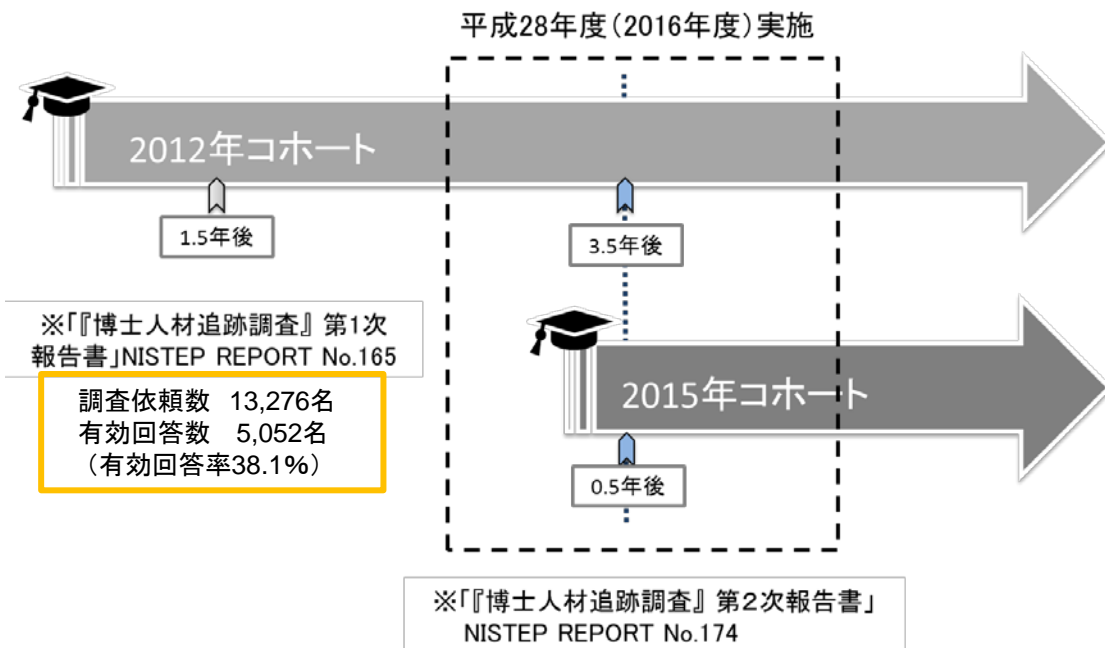 平成28年度(2016年度)実施
2012年コホート
1.5年後
3.5年後
※「『博士人材追跡調査』 第1次
報告書」NISTEP REPORT No.165
調査依頼数 13,276名
有効回答数 5,052名
(有効回答率38.1%)
2015年コホート
0.5年後
※「『博士人材追跡調査』 第2次報告書」
NISTEP REPORT No.174